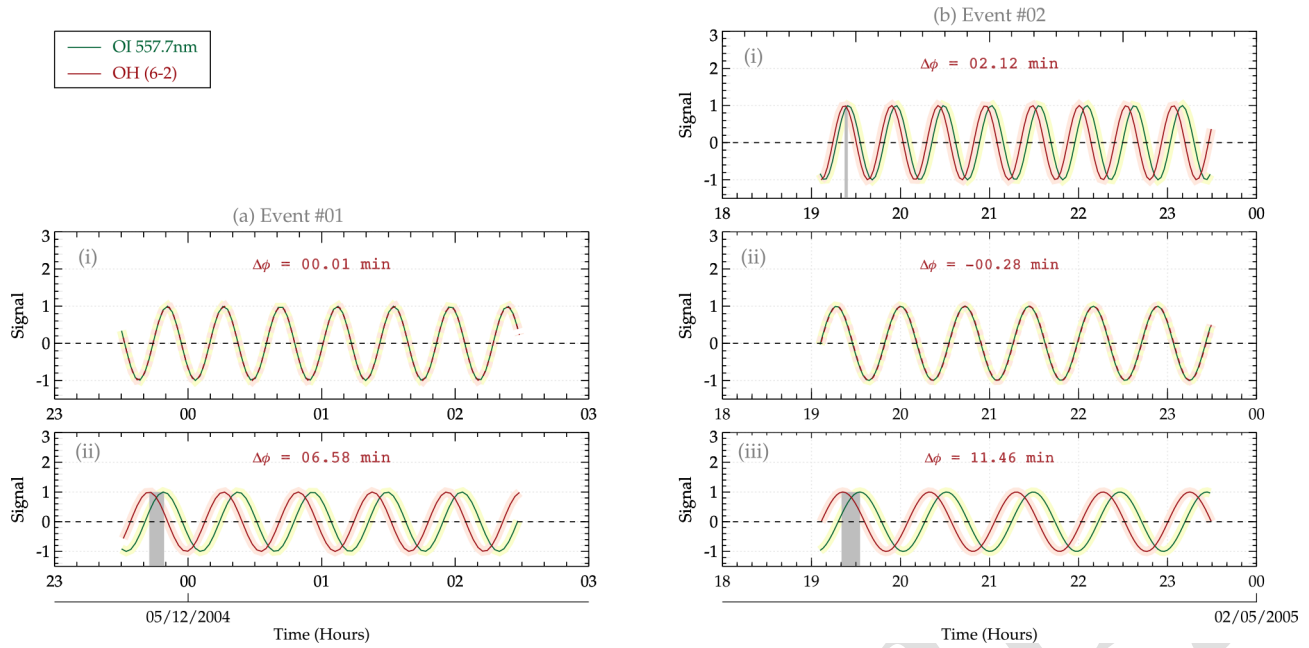 OI 557.7nm
OH (6-2)
(a) Event #01
(i)
Δϕ = 00.01 min
3
2
1
0
-1
Signal
23 00 01 02 03
(ii)
Δϕ = 06.58 min
3
2
1
0
-1
Signal
23 00 01 02 03
05/12/2004
Time (Hours)
(b) Event #02
(i)
Δϕ = 02.12 min
3
2
1
0
-1
Signal
18 19 20 21 22 23 00
(ii)
Δϕ = -00.28 min
3
2
1
0
-1
Signal
18 19 20 21 22 23 00
(iii)
Δϕ = 11.46 min
3
2
1
0
-1
Signal
18 19 20 21 22 23 00
02/05/2005
Time (Hours)